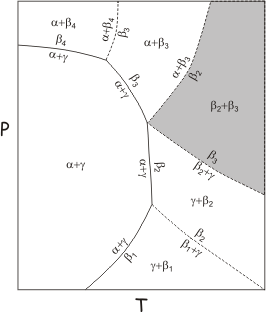 α+β₄
α+β₄
β₃
α+β₃
β₄
α+γ
α+β₃
β₂
β₃
α+γ
β₂+β₃
P
α+γ
β₂
α+γ
β₃
β₂+γ
γ+β₂
α+γ
β₁
β₂
β₁+γ
γ+β₁
T